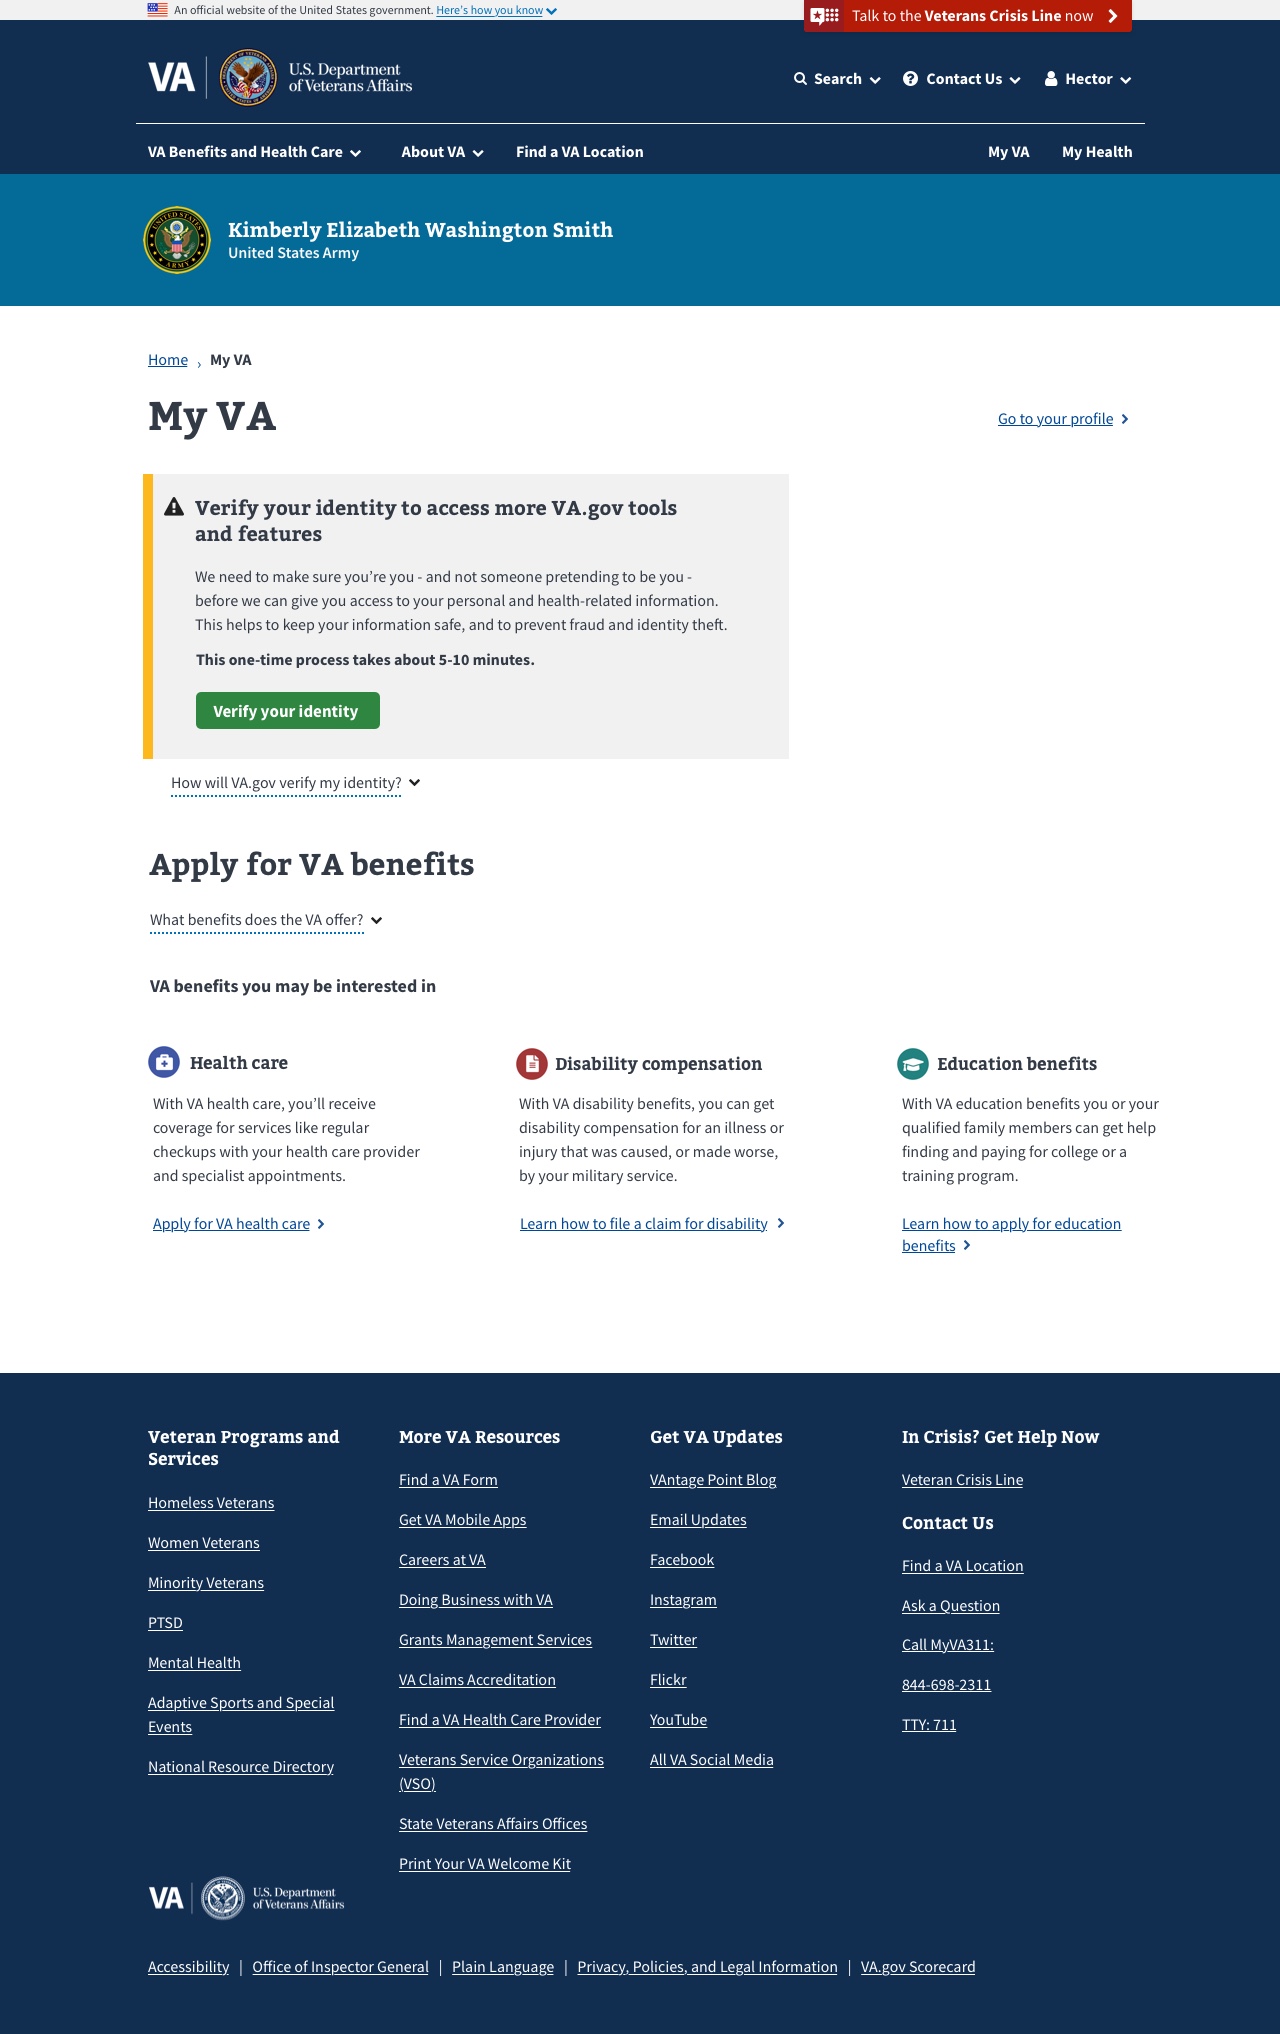 An official website of the United States government. Here's how you know
Talk to the Veterans Crisis Line now
VA
U.S. Department
of Veterans Affairs
Search
Contact Us
Hector
VA Benefits and Health Care
About VA
Find a VA Location
My VA
My Health
Kimberly Elizabeth Washington Smith
United States Army
Home › My VA
My VA
Go to your profile
Verify your identity to access more VA.gov tools
and features
We need to make sure you’re you - and not someone pretending to be you -
before we can give you access to your personal and health-related information.
This helps to keep your information safe, and to prevent fraud and identity theft.
This one-time process takes about 5-10 minutes.
Verify your identity
How will VA.gov verify my identity?
Apply for VA benefits
What benefits does the VA offer?
VA benefits you may be interested in
Health care
With VA health care, you’ll receive
coverage for services like regular
checkups with your health care provider
and specialist appointments.
Apply for VA health care
Disability compensation
With VA disability benefits, you can get
disability compensation for an illness or
injury that was caused, or made worse,
by your military service.
Learn how to file a claim for disability
Education benefits
With VA education benefits you or your
qualified family members can get help
finding and paying for college or a
training program.
Learn how to apply for education
benefits
Veteran Programs and
Services
Homeless Veterans
Women Veterans
Minority Veterans
PTSD
Mental Health
Adaptive Sports and Special
Events
National Resource Directory
More VA Resources
Find a VA Form
Get VA Mobile Apps
Careers at VA
Doing Business with VA
Grants Management Services
VA Claims Accreditation
Find a VA Health Care Provider
Veterans Service Organizations
(VSO)
State Veterans Affairs Offices
Print Your VA Welcome Kit
Get VA Updates
VAntage Point Blog
Email Updates
Facebook
Instagram
Twitter
Flickr
YouTube
All VA Social Media
In Crisis? Get Help Now
Veteran Crisis Line
Contact Us
Find a VA Location
Ask a Question
Call MyVA311:
844-698-2311
TTY: 711
VA
U.S. Department
of Veterans Affairs
Accessibility | Office of Inspector General | Plain Language | Privacy, Policies, and Legal Information | VA.gov Scorecard